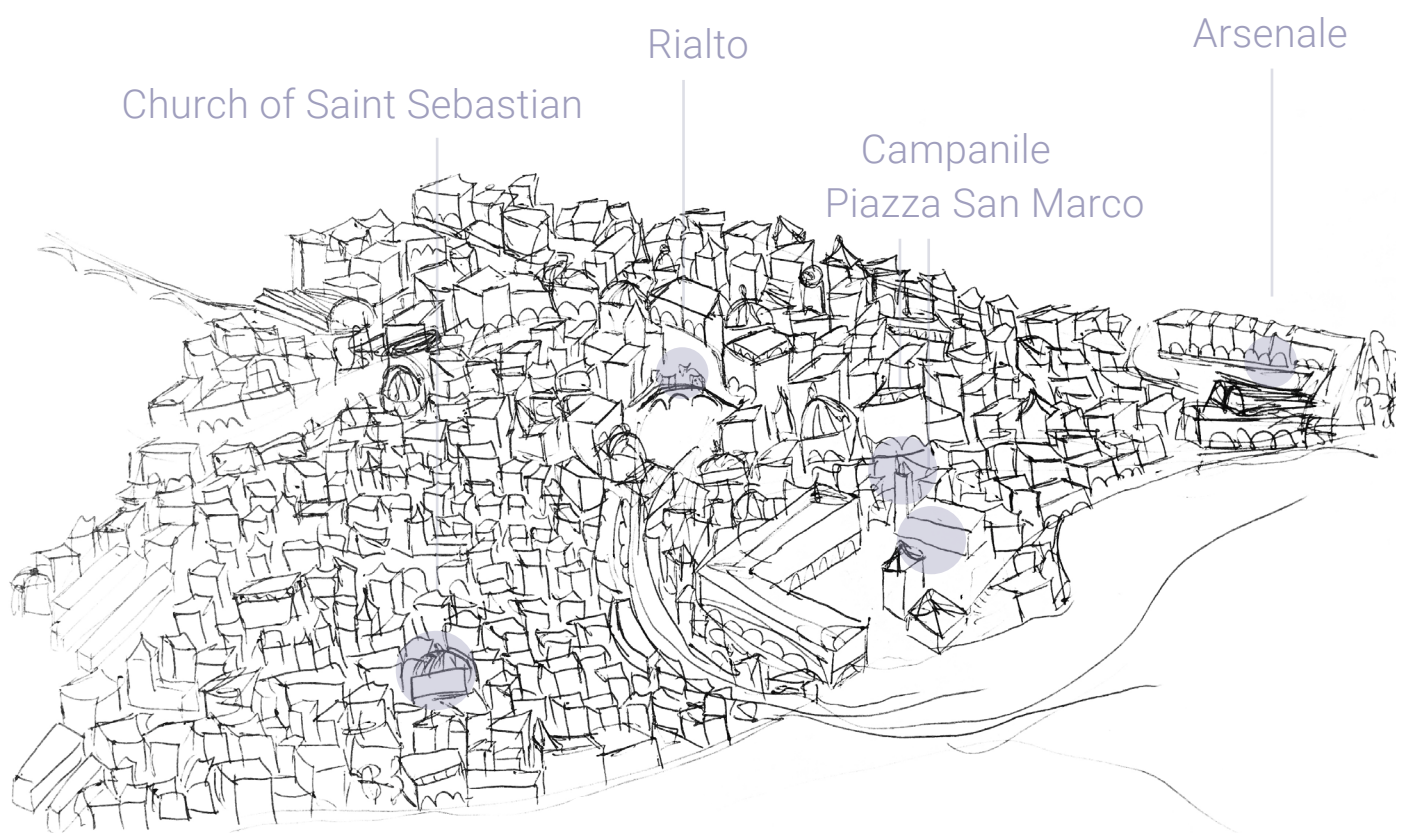 Rialto
Arsenale
Church of Saint Sebastian
Campanile
Piazza San Marco